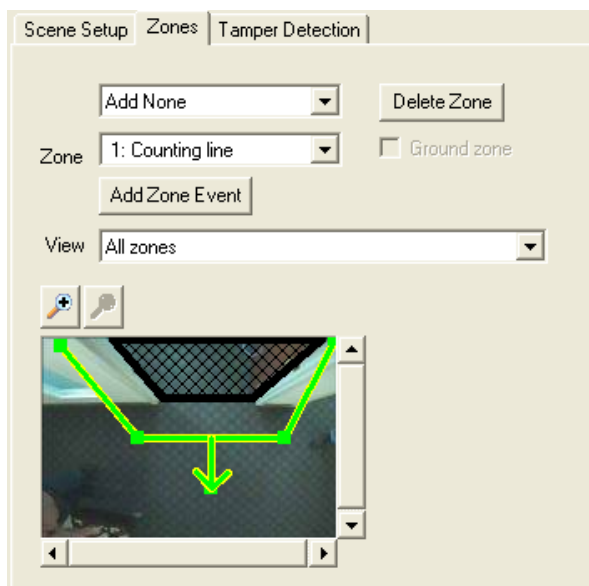 Scene Setup Zones Tamper Detection
Add None Delete Zone
Zone 1: Counting line Ground zone
Add Zone Event
View All zones